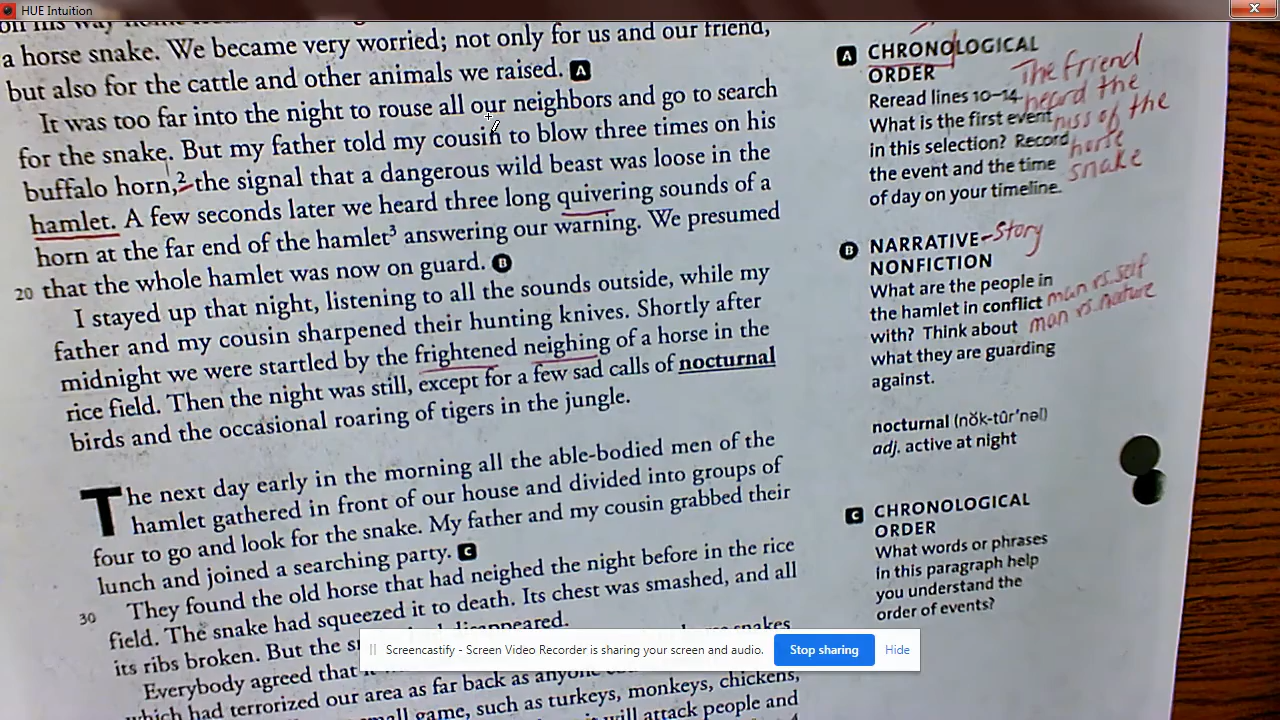 HUE Intuition
on his way home
a horse snake. We became very worried; not only for us and our friend,
but also for the cattle and other animals we raised. A
It was too far into the night to rouse all our neighbors and go to search
for the snake. But my father told my cousin to blow three times on his
buffalo horn,2 the signal that a dangerous wild beast was loose in the
hamlet. A few seconds later we heard three long quivering sounds of a
horn at the far end of the hamlet3 answering our warning. We presumed
20 that the whole hamlet was now on guard. B
I stayed up that night, listening to all the sounds outside, while my
father and my cousin sharpened their hunting knives. Shortly after
midnight we were startled by the frightened neighing of a horse in the
rice field. Then the night was still, except for a few sad calls of nocturnal
birds and the occasional roaring of tigers in the jungle.
The next day early in the morning all the able-bodied men of the
hamlet gathered in front of our house and divided into groups of
four to go and look for the snake. My father and my cousin grabbed their
lunch and joined a searching party. C
They found the old horse that had neighed the night before in the rice
30 field. The snake had squeezed it to death. Its chest was smashed, and all
its ribs broken. But the disappeared.
Everybody agreed that snakes
which had terrorized our area as far back as anyone
small game, such as turkeys, monkeys, chickens,
will attack people and
A CHRONOLOGICAL
ORDER
Reread lines 10–14.
What is the first event
in this selection? Record
the event and the time
of day on your timeline.
The friend
heard the
hiss of the
horse
snake
B NARRATIVE - Story
NONFICTION
What are the people in
the hamlet in conflict man vs. self
with? Think about man vs. nature
what they are guarding
against.
nocturnal (nŏk-tûr'nəl)
adj. active at night
C CHRONOLOGICAL
ORDER
What words or phrases
in this paragraph help
you understand the
order of events?
Screencastify - Screen Video Recorder is sharing your screen and audio.
Stop sharing
Hide